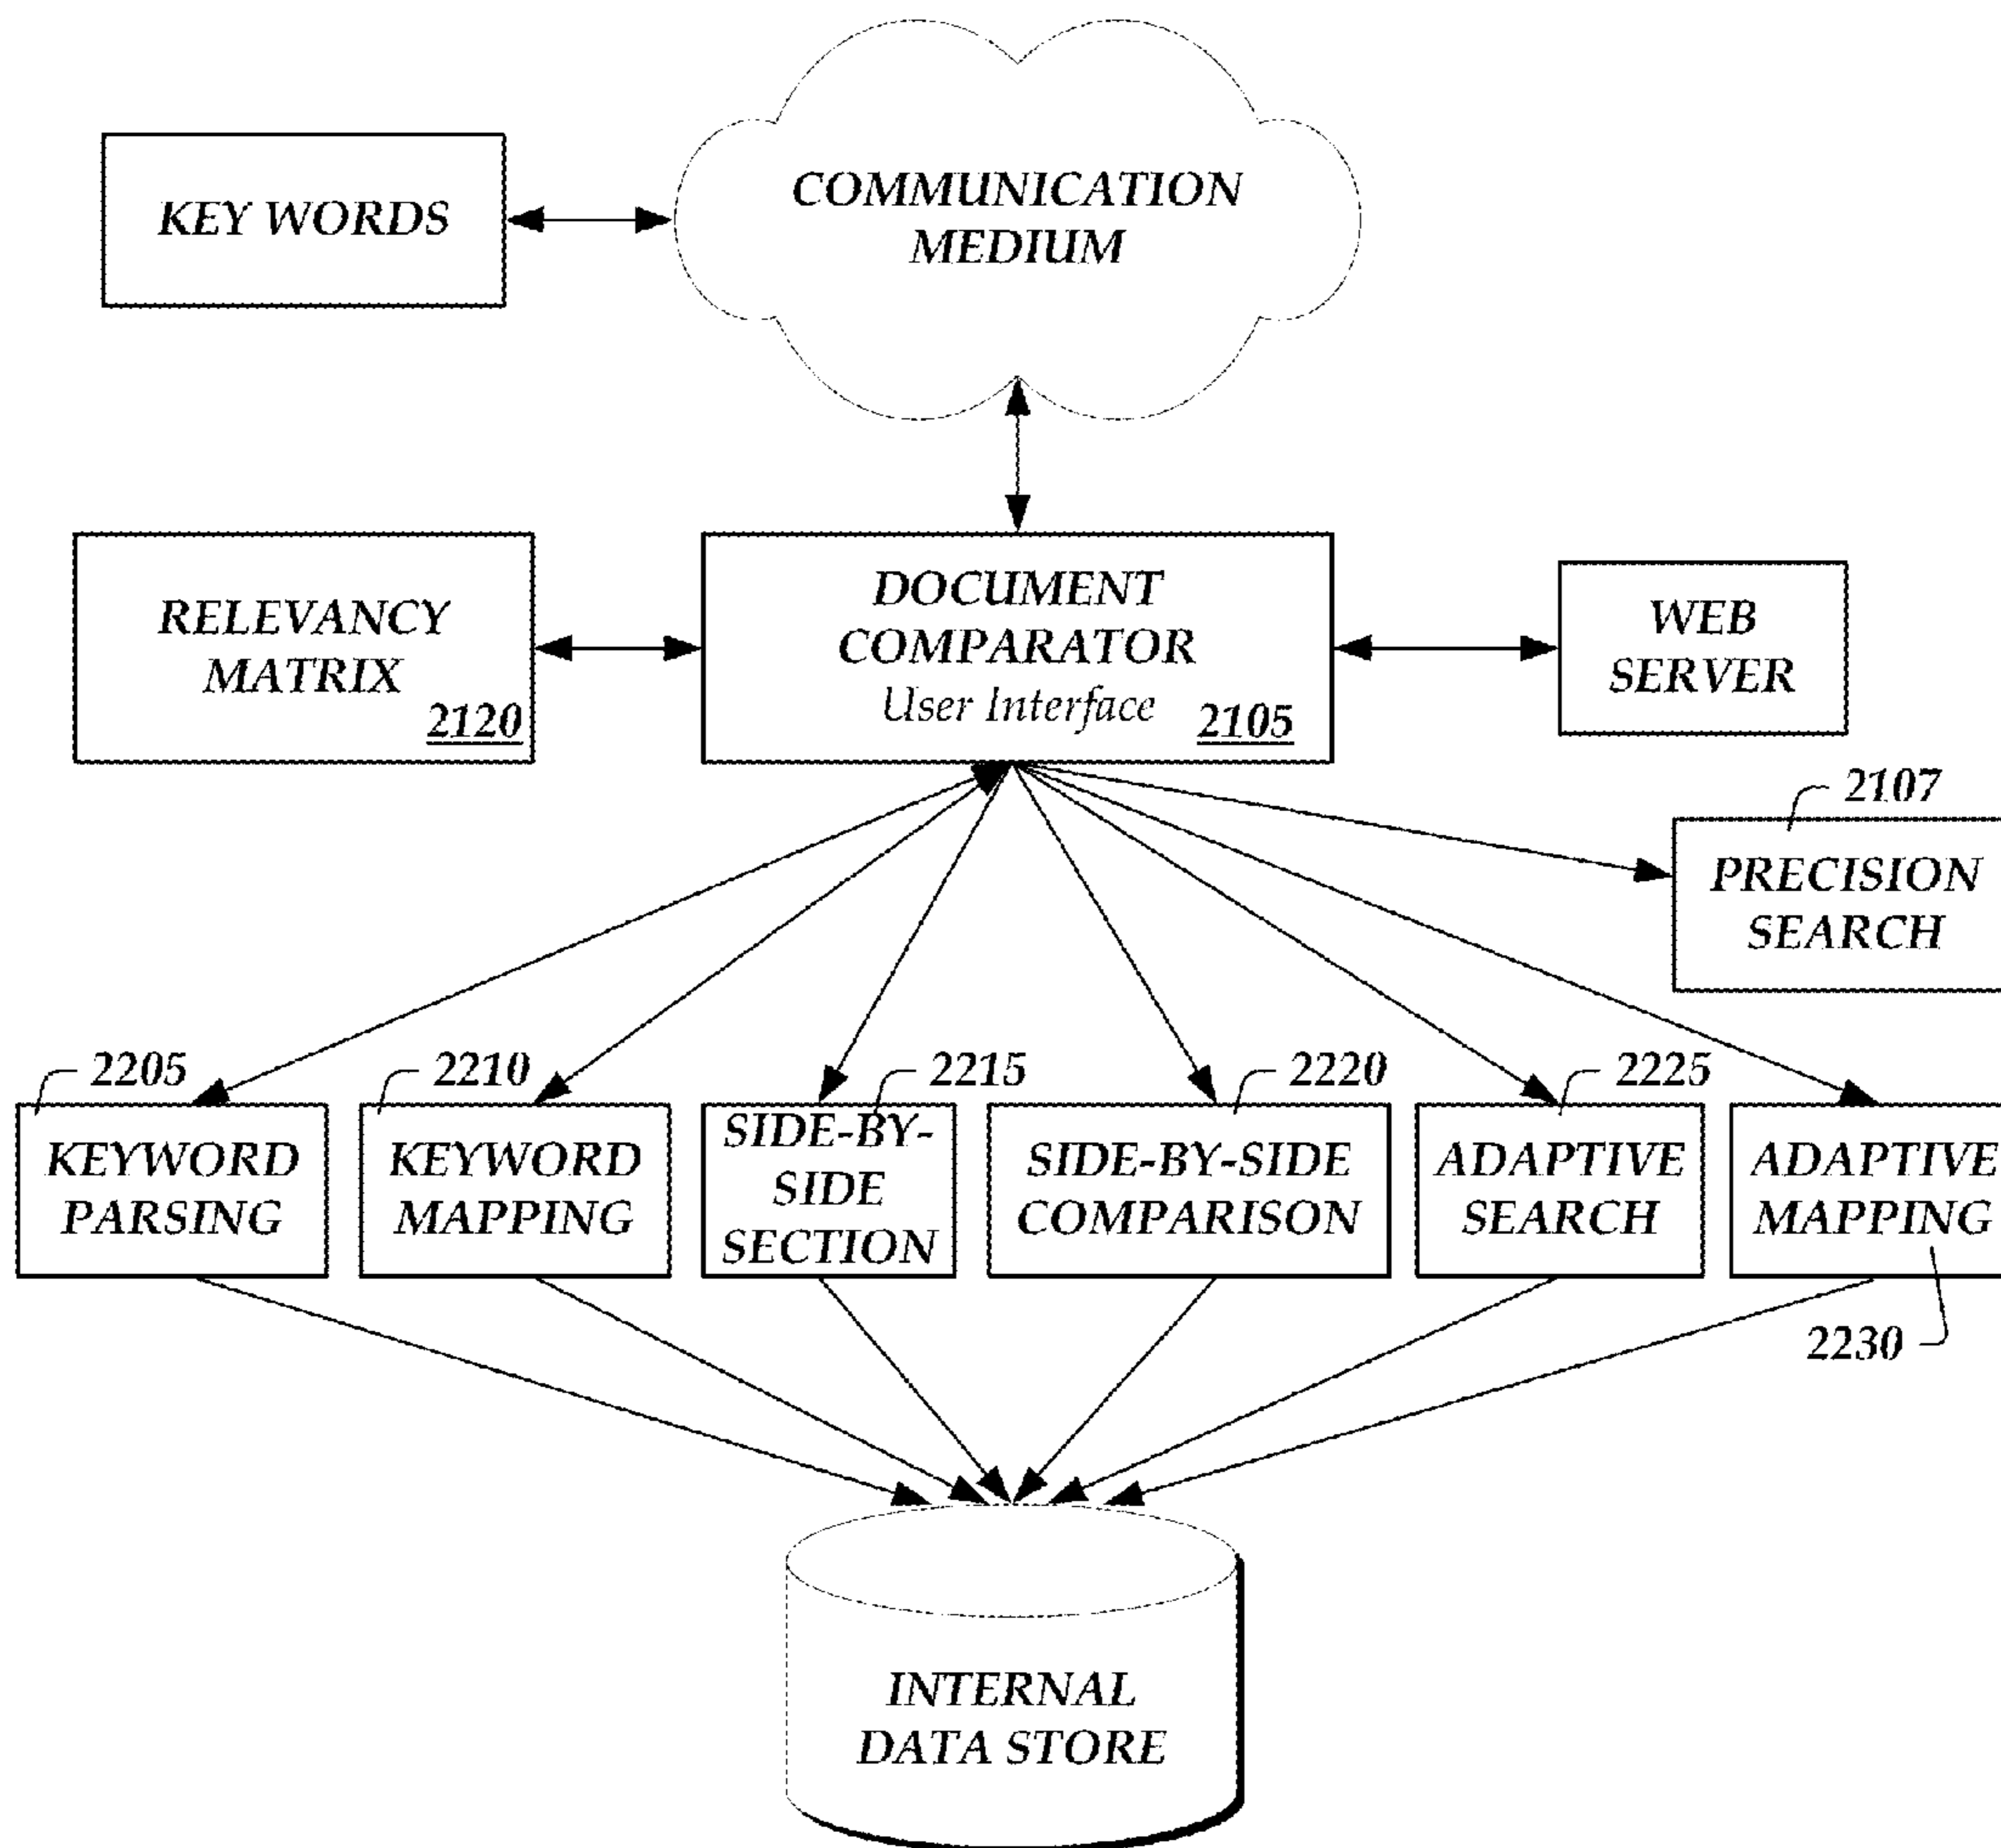 KEY WORDS
COMMUNICATION
MEDIUM
RELEVANCY
MATRIX
2120
DOCUMENT
COMPARATOR
User Interface
2105
WEB
SERVER
2107
PRECISION
SEARCH
2205
KEYWORD
PARSING
2210
KEYWORD
MAPPING
2215
SIDE-BY-
SIDE
SECTION
2220
SIDE-BY-SIDE
COMPARISON
2225
ADAPTIVE
SEARCH
ADAPTIVE
MAPPING
2230
INTERNAL
DATA STORE